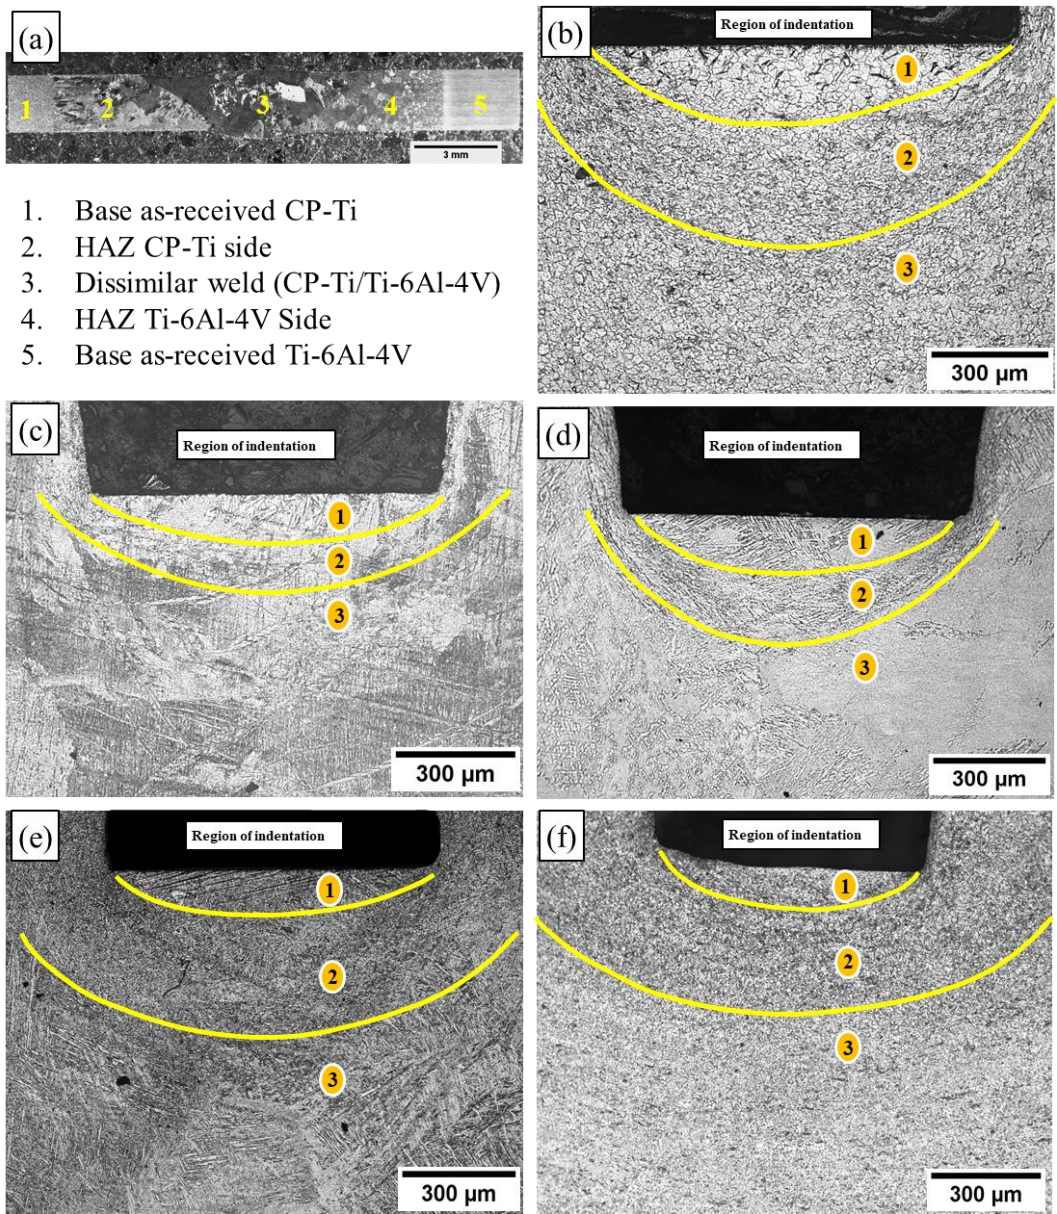 (a)
1 2 3 4 5
3 mm
1. Base as-received CP-Ti
2. HAZ CP-Ti side
3. Dissimilar weld (CP-Ti/Ti-6Al-4V)
4. HAZ Ti-6Al-4V Side
5. Base as-received Ti-6Al-4V
(b)
Region of indentation
1
2
3
300 µm
(c)
Region of indentation
1
2
3
300 µm
(d)
Region of indentation
1
2
3
300 µm
(e)
Region of indentation
1
2
3
300 µm
(f)
Region of indentation
1
2
3
300 µm